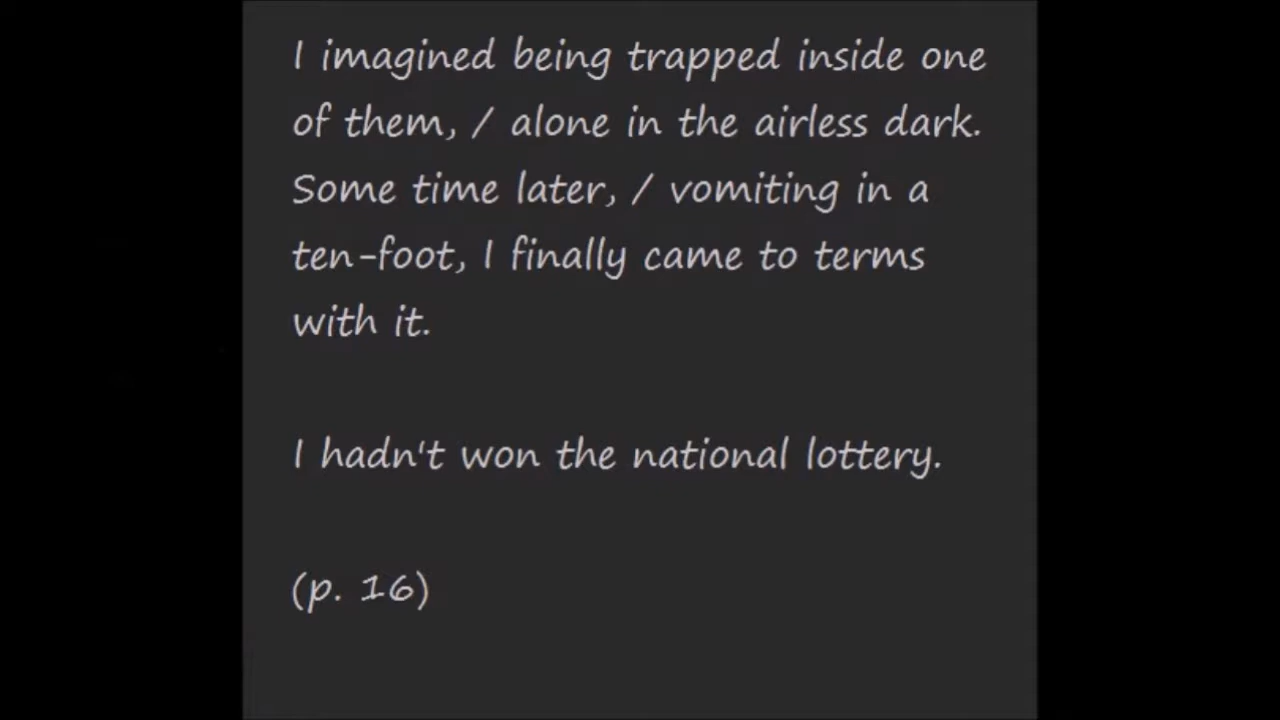 I imagined being trapped inside one
of them, / alone in the airless dark.
Some time later, / vomiting in a
ten-foot, I finally came to terms
with it.
I hadn't won the national lottery.
(p. 16)